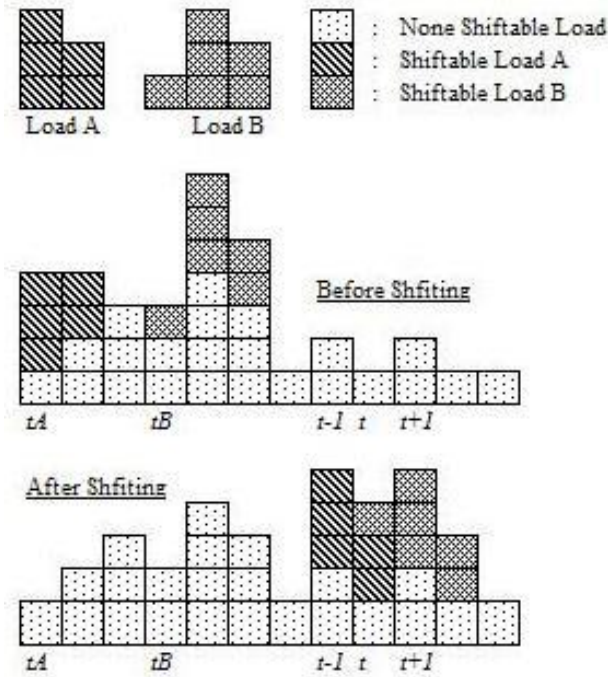 : None Shiftable Load
: Shiftable Load A
: Shiftable Load B
Load A Load B
Before Shfiting
tA tB t-1 t t+1
After Shfiting
tA tB t-1 t t+1